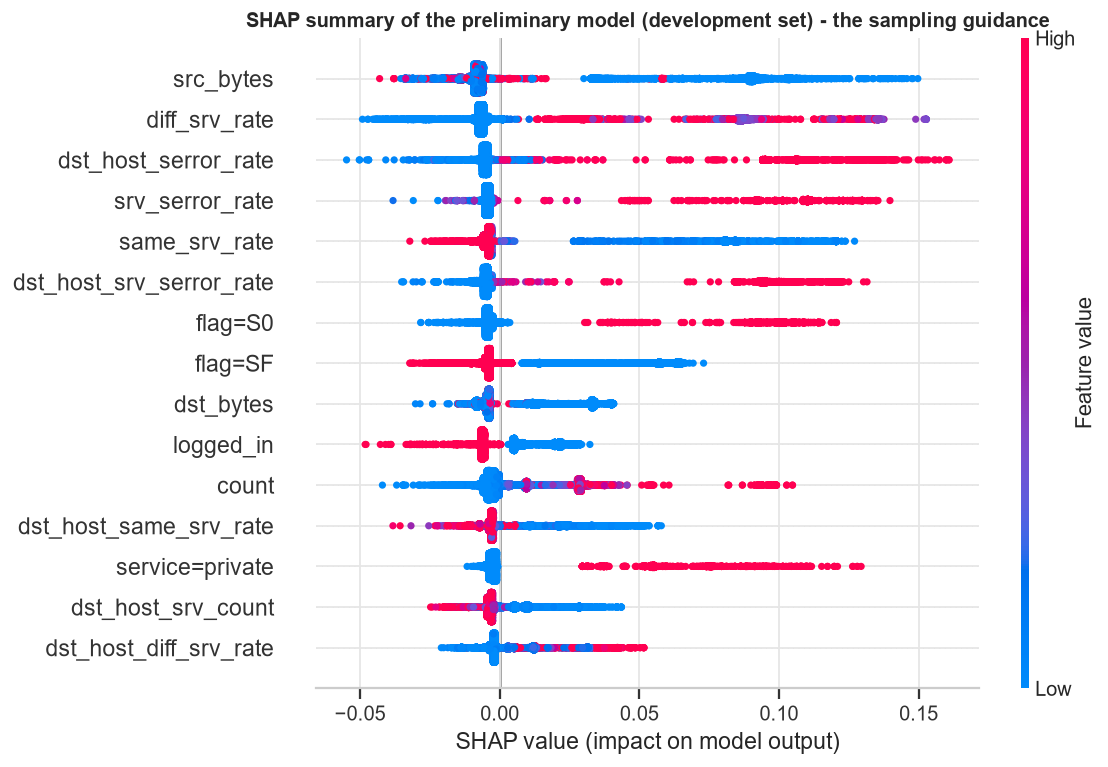 SHAP summary of the preliminary model (development set) - the sampling guidance
High
src_bytes
diff_srv_rate
dst_host_serror_rate
srv_serror_rate
same_srv_rate
dst_host_srv_serror_rate
flag=S0
flag=SF
dst_bytes
logged_in
count
dst_host_same_srv_rate
service=private
dst_host_srv_count
dst_host_diff_srv_rate
Feature value
Low
−0.05 0.00 0.05 0.10 0.15
SHAP value (impact on model output)